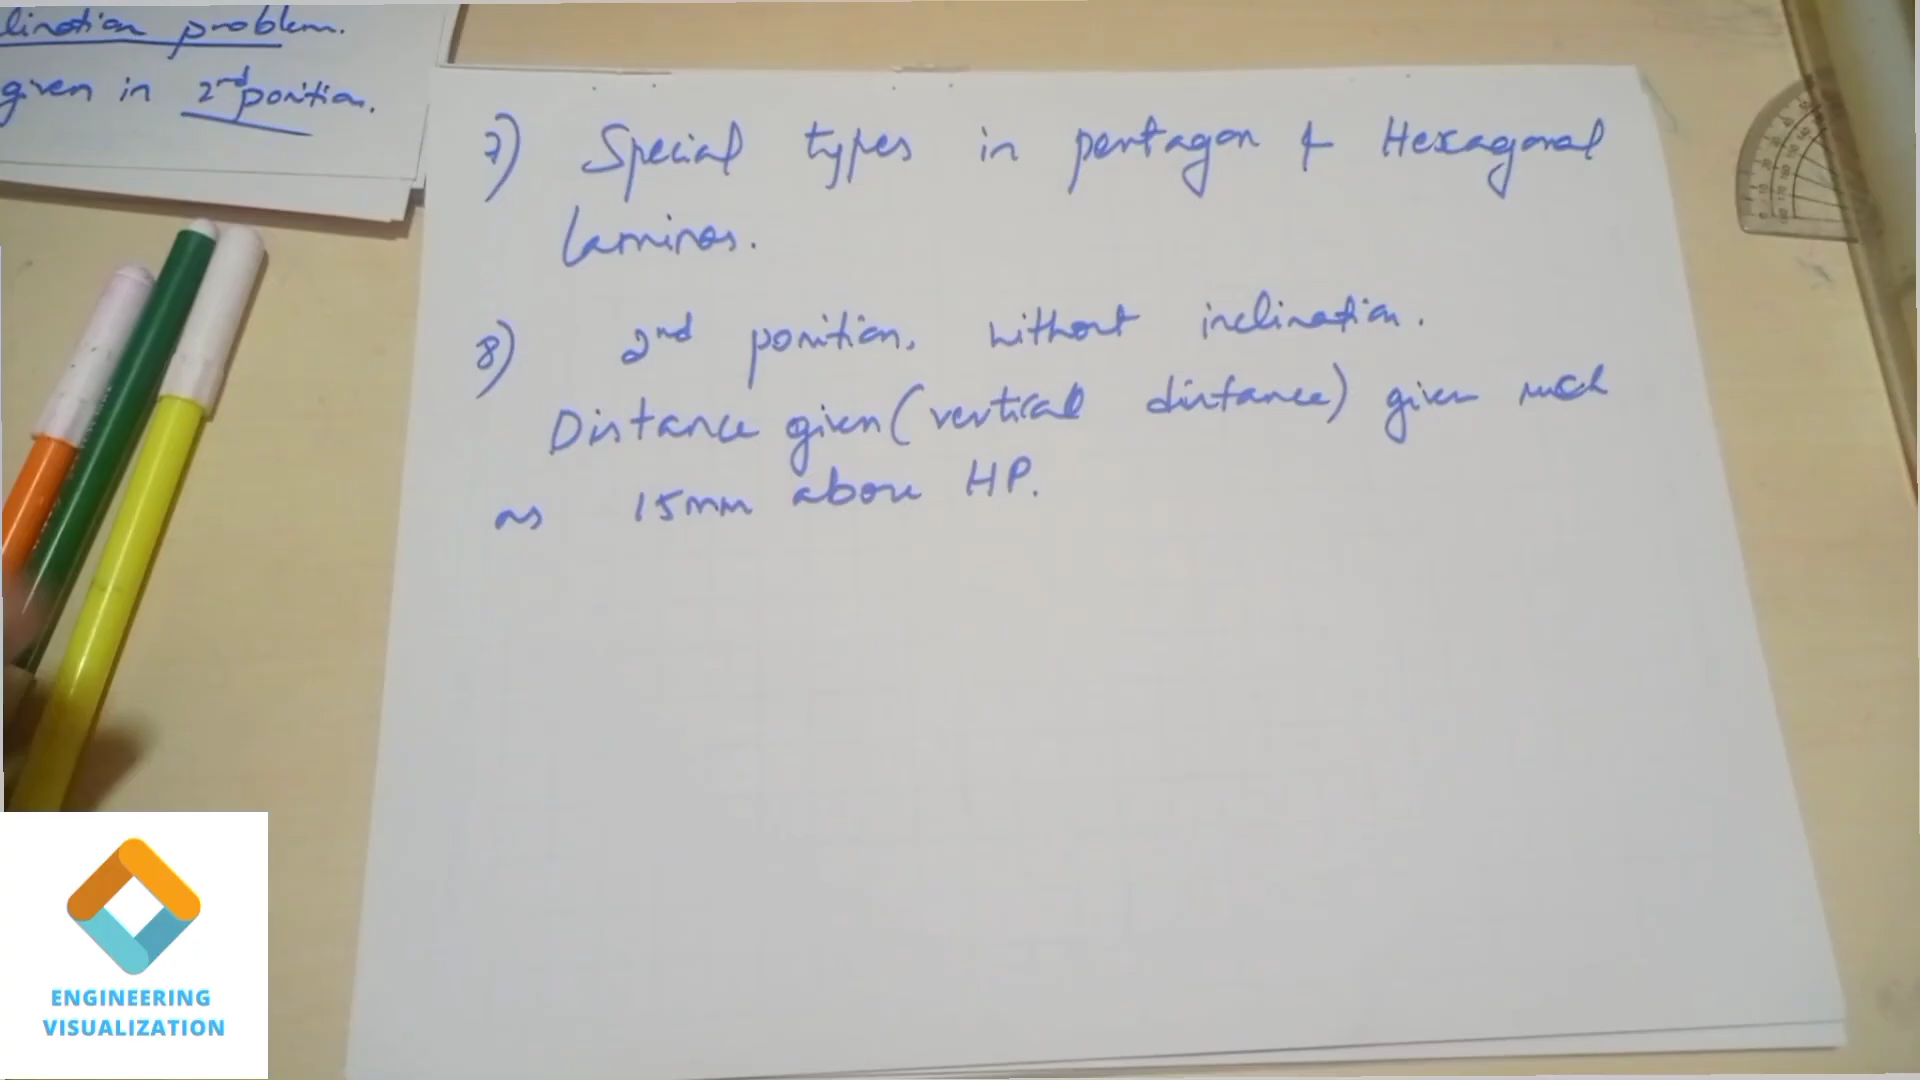 lination problem.
given in 2nd position.
7) Special types in pentagon & Hexagonal
Laminas.
8) 2nd position. without inclination.
Distance given (vertical distance) given such
as 15mm above HP.
ENGINEERING
VISUALIZATION